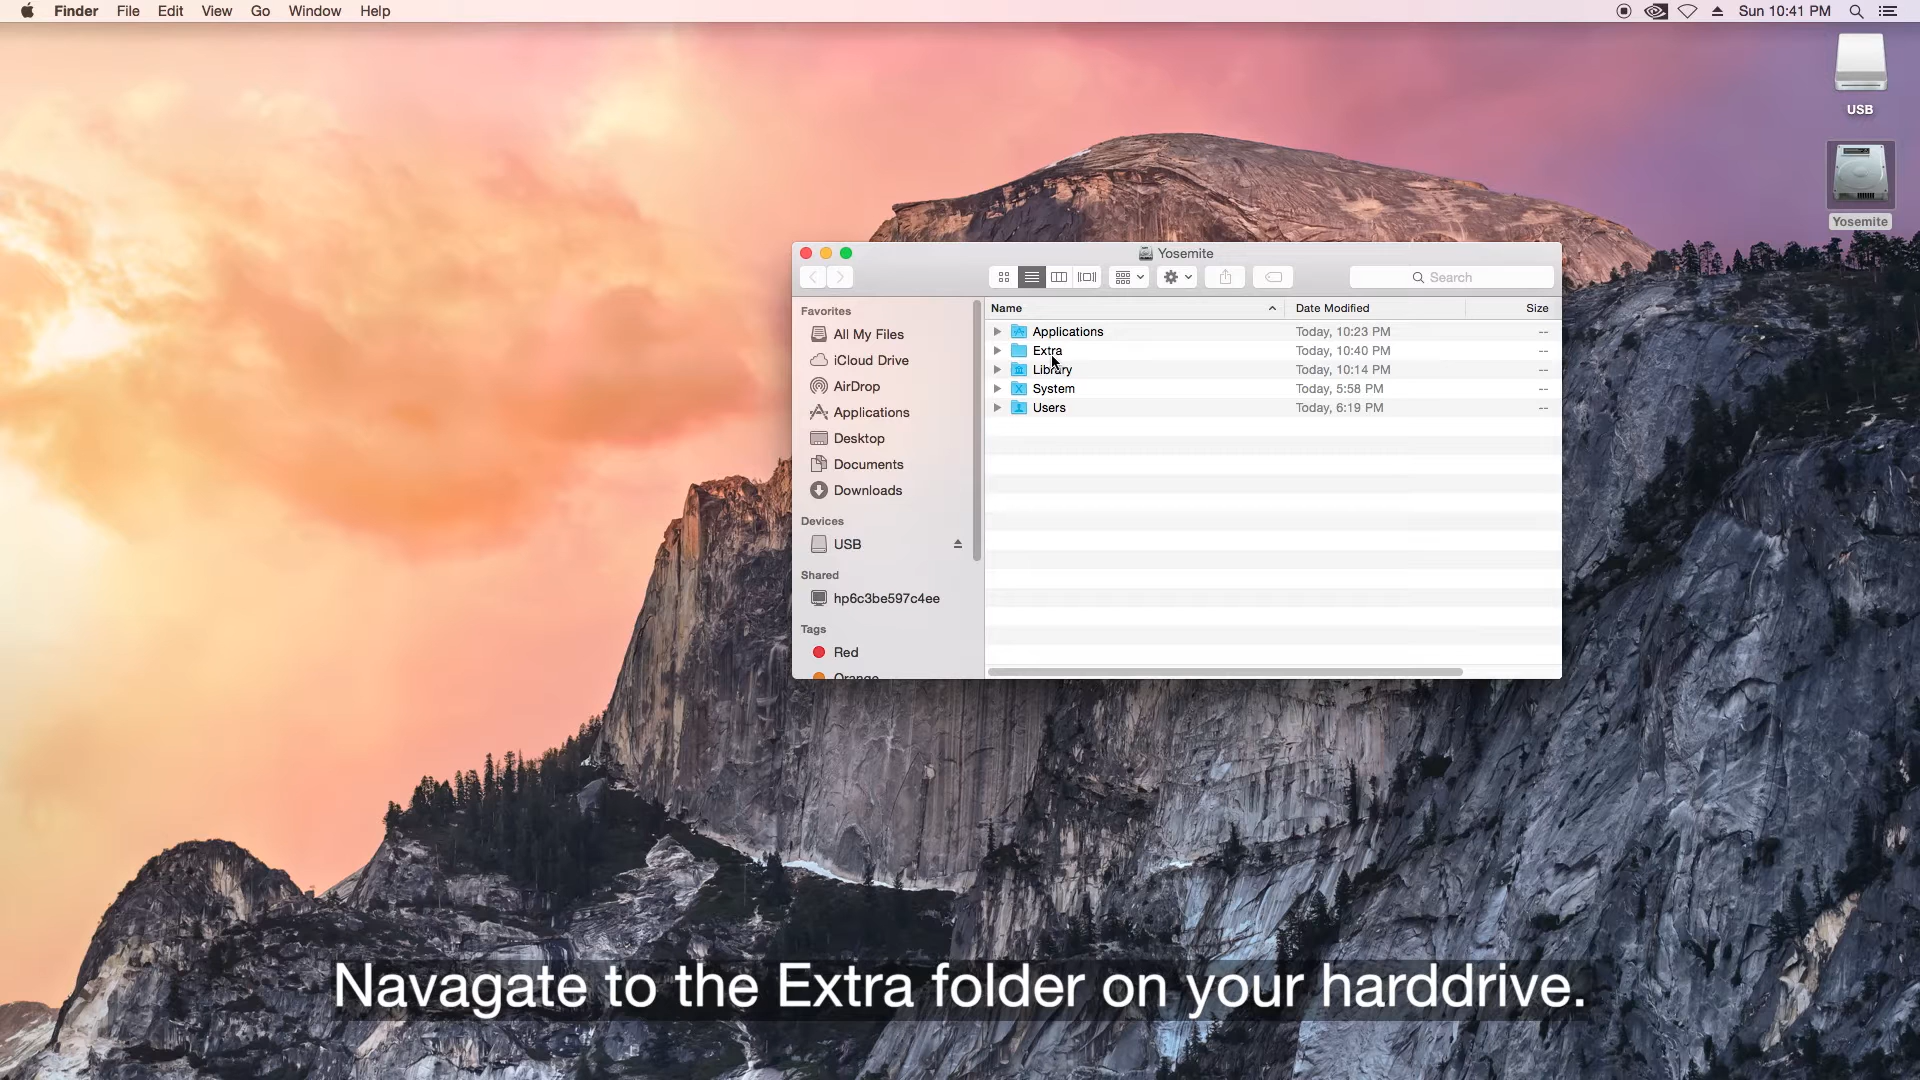 Finder File Edit View Go Window Help Sun 10:41 PM
USB
Yosemite
Yosemite
Search
Favorites
All My Files
iCloud Drive
AirDrop
Applications
Desktop
Documents
Downloads
Devices
USB
Shared
hp6c3be597c4ee
Tags
Red
Orange
Name Date Modified Size
Applications Today, 10:23 PM --
Extra Today, 10:40 PM --
Library Today, 10:14 PM --
System Today, 5:58 PM --
Users Today, 6:19 PM --
Navagate to the Extra folder on your harddrive.